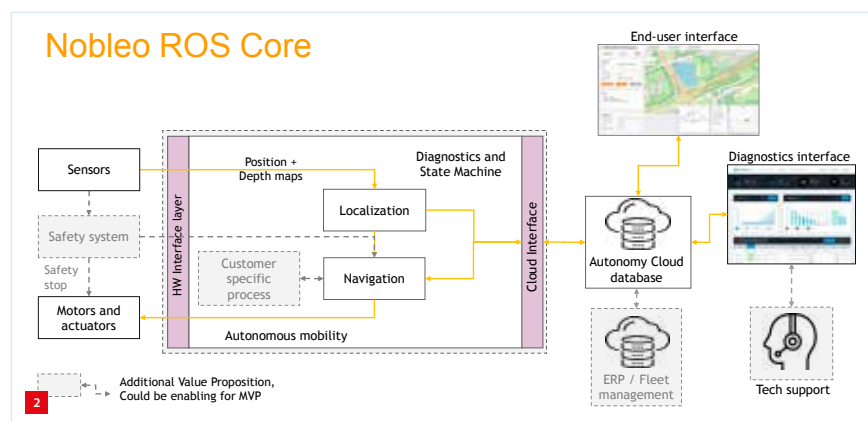 Nobleo ROS Core
End-user interface
Diagnostics interface
Sensors
Position +
Depth maps
Diagnostics and
State Machine
Localization
Safety system
Safety
stop
HW Interface layer
Customer
specific
process
Navigation
Cloud Interface
Autonomy Cloud
database
Motors and
actuators
Autonomous mobility
ERP / Fleet
management
Tech support
Additional Value Proposition,
Could be enabling for MVP
2